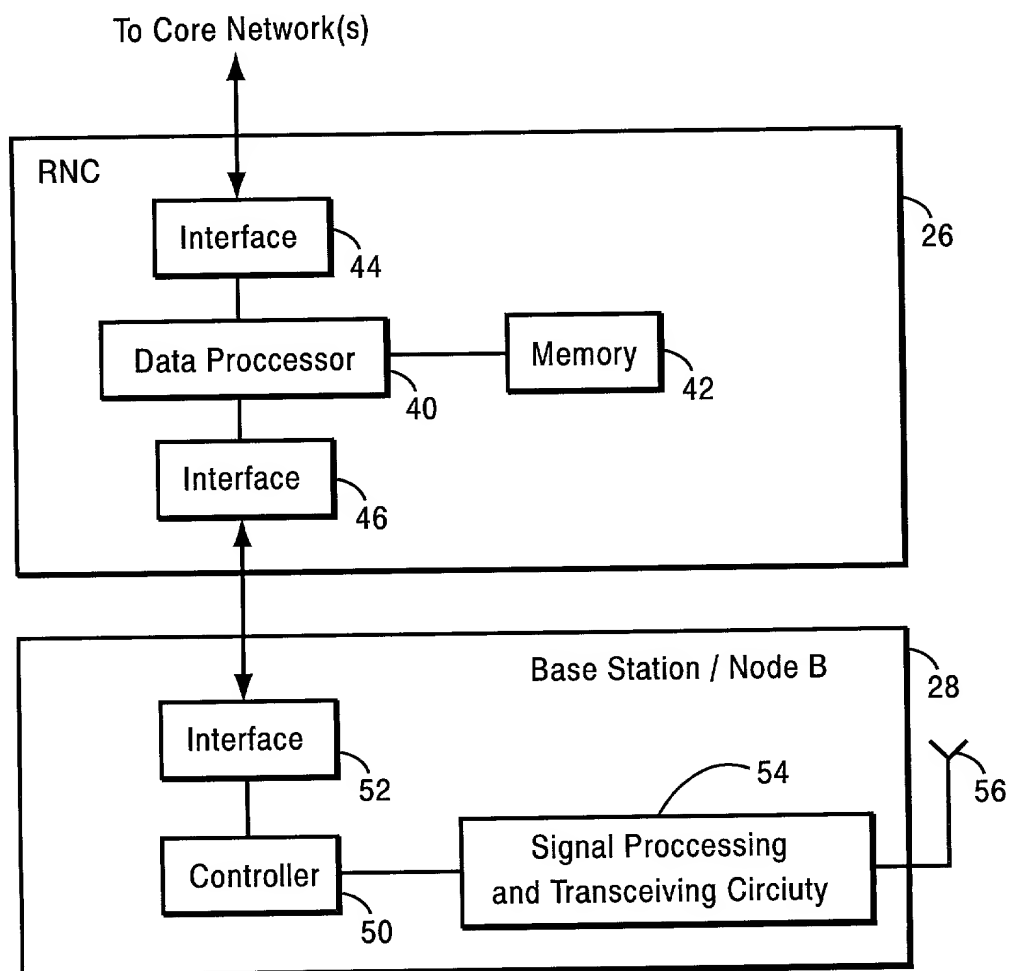 To Core Network(s)
RNC
26
Interface
44
Data Proccessor
40
Memory
42
Interface
46
Base Station / Node B
28
Interface
52
54
56
Controller
50
Signal Proccessing
and Transceiving Circiuty